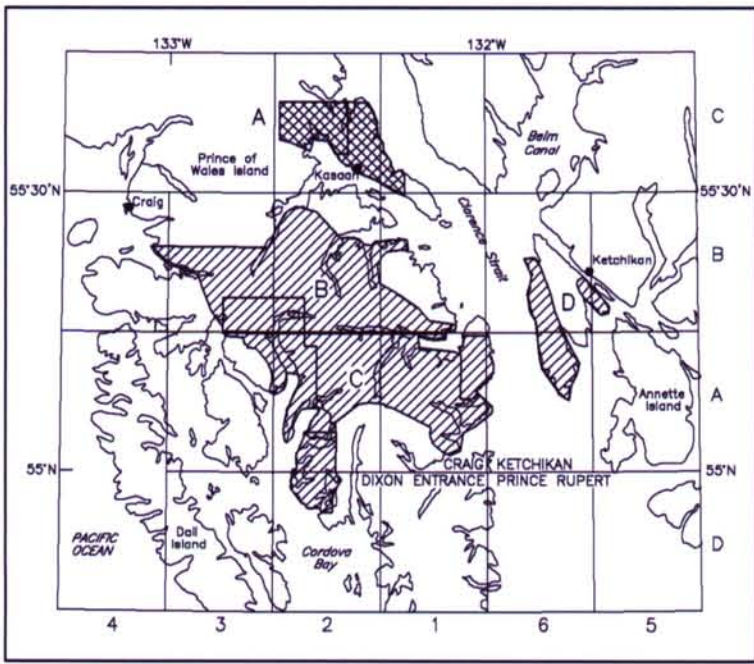 133°W
132°W
A
C
Behm
Canal
Prince of
Wales Island
Kasaan
55°30'N
55°30'N
Craig
Clarence Strait
Ketchikan
B
B
D
C
A
Annette
Island
CRAIG
KETCHIKAN
55°N
55°N
DIXON ENTRANCE
PRINCE RUPERT
PACIFIC
OCEAN
Dall
Island
Cordova
Bay
D
4
3
2
1
6
5